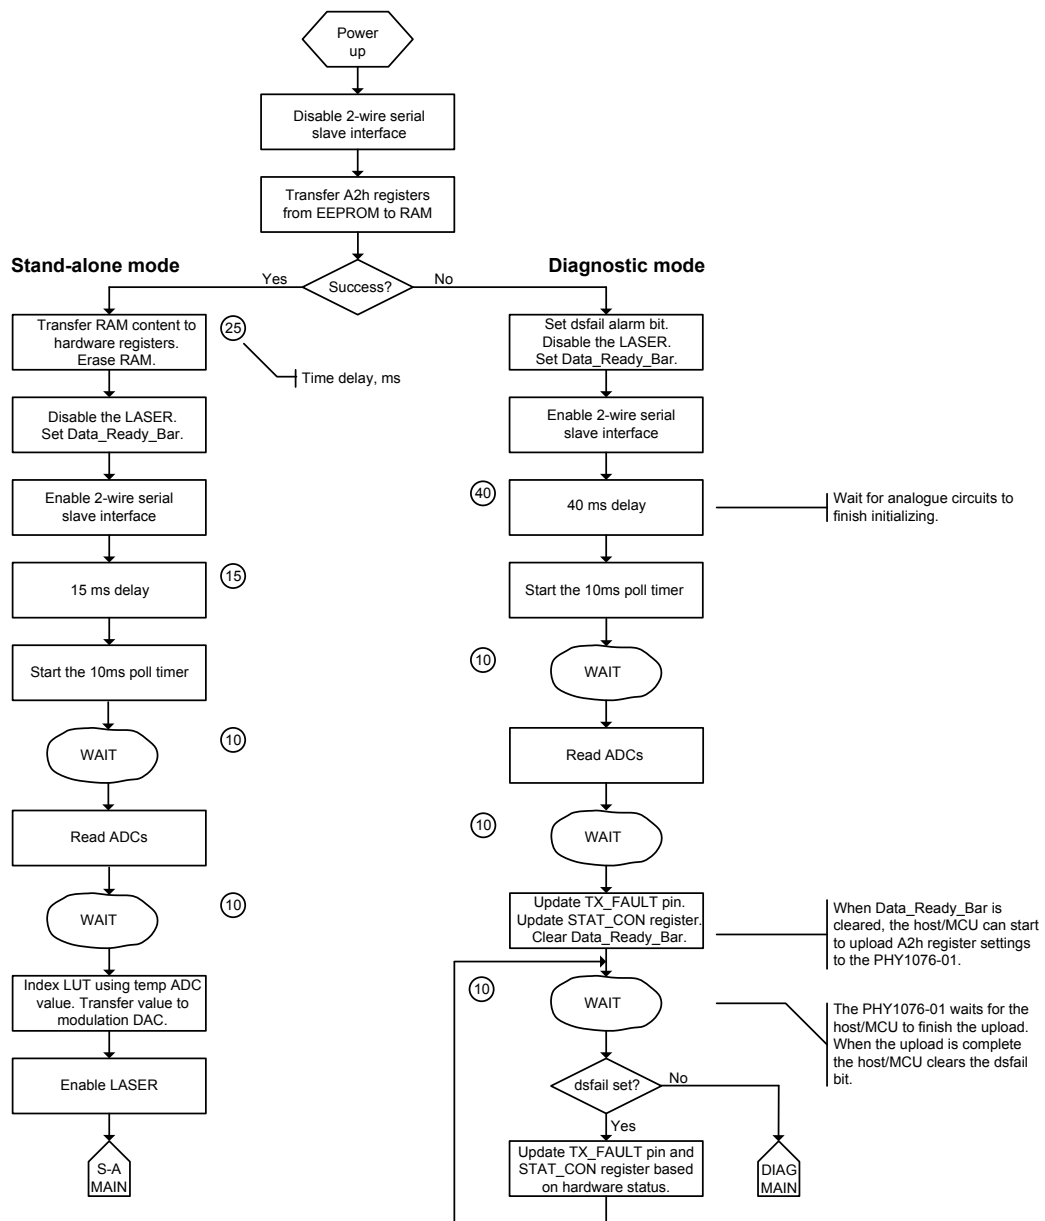 Power
up
Disable 2-wire serial
slave interface
Transfer A2h registers
from EEPROM to RAM
Stand-alone mode
Diagnostic mode
Yes
Success?
No
Transfer RAM content to
hardware registers.
Erase RAM.
25
Time delay, ms
Disable the LASER.
Set Data_Ready_Bar.
Enable 2-wire serial
slave interface
15 ms delay
15
Start the 10ms poll timer
WAIT
10
Read ADCs
WAIT
10
Index LUT using temp ADC
value. Transfer value to
modulation DAC.
Enable LASER
S-A
MAIN
Set dsfail alarm bit.
Disable the LASER.
Set Data_Ready_Bar.
Enable 2-wire serial
slave interface
40
40 ms delay
Wait for analogue circuits to
finish initializing.
Start the 10ms poll timer
10
WAIT
Read ADCs
10
WAIT
Update TX_FAULT pin.
Update STAT_CON register.
Clear Data_Ready_Bar.
When Data_Ready_Bar is
cleared, the host/MCU can start
to upload A2h register settings
to the PHY1076-01.
10
WAIT
The PHY1076-01 waits for the
host/MCU to finish the upload.
When the upload is complete
the host/MCU clears the dsfail
bit.
dsfail set?
No
Yes
Update TX_FAULT pin and
STAT_CON register based
on hardware status.
DIAG
MAIN